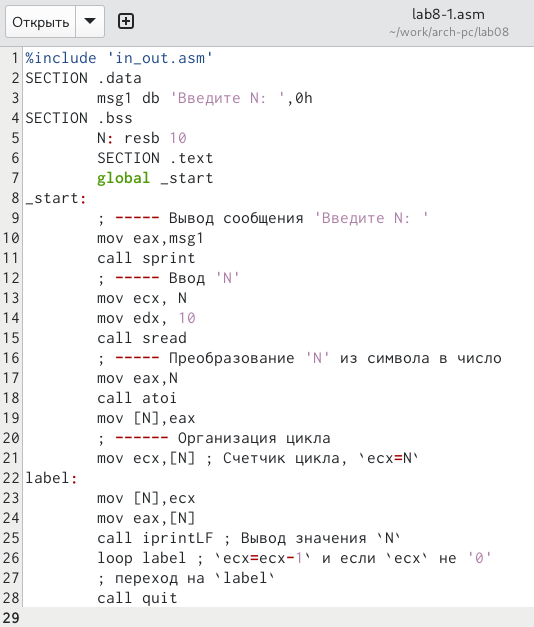 Открыть
lab8-1.asm
~/work/arch-pc/lab08
1 %include 'in_out.asm'
2 SECTION .data
3 msg1 db 'Введите N: ',0h
4 SECTION .bss
5 N: resb 10
6 SECTION .text
7 global _start
8 _start:
9 ; ----- Вывод сообщения 'Введите N: '
10 mov eax,msg1
11 call sprint
12 ; ----- Ввод 'N'
13 mov ecx, N
14 mov edx, 10
15 call sread
16 ; ----- Преобразование 'N' из символа в число
17 mov eax,N
18 call atoi
19 mov [N],eax
20 ; ------ Организация цикла
21 mov ecx,[N] ; Счетчик цикла, `ecx=N`
22 label:
23 mov [N],ecx
24 mov eax,[N]
25 call iprintLF ; Вывод значения `N`
26 loop label ; `ecx=ecx-1` и если `ecx` не '0'
27 ; переход на `label`
28 call quit
29